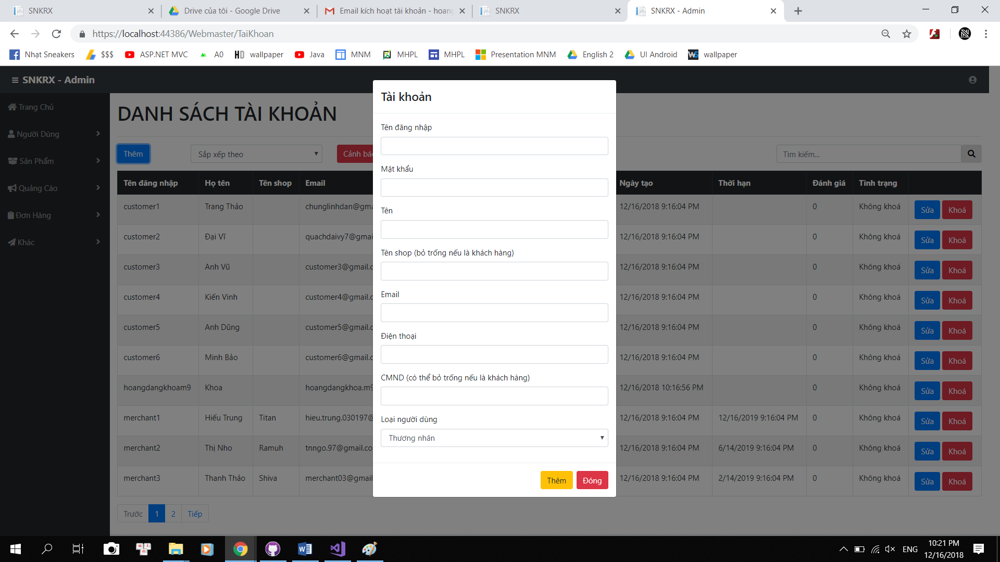 SNKRX
Drive của tôi - Google Drive
Email kích hoạt tài khoản - hoang
SNKRX
SNKRX - Admin
https://localhost:44386/Webmaster/TaiKhoan
Nhạt Sneakers
$$$
ASP.NET MVC
A0
HD wallpaper
Java
MNM
MHPL
MHPL
Presentation MNM
English 2
UI Android
wallpaper
SNKRX - Admin
Trang Chủ
Người Dùng
Sản Phẩm
Quảng Cáo
Đơn Hàng
Khác
DANH SÁCH TÀI KHOẢN
Thêm
Sắp xếp theo
Cảnh bá
Tìm kiếm...
Tên đăng nhập Họ tên Tên shop Email Ngày tạo Thời hạn Đánh giá Tình trạng
customer1 Trang Thảo chunglinhdan@gma 12/16/2018 9:16:04 PM 0 Không khoá Sửa Khoá
customer2 Đại Vĩ quachdaivy7@gmai 12/16/2018 9:16:04 PM 0 Không khoá Sửa Khoá
customer3 Anh Vũ customer3@gmail.c 12/16/2018 9:16:04 PM 0 Không khoá Sửa Khoá
customer4 Kiến Vinh customer4@gmail.c 12/16/2018 9:16:04 PM 0 Không khoá Sửa Khoá
customer5 Anh Dũng customer5@gmail.c 12/16/2018 9:16:04 PM 0 Không khoá Sửa Khoá
customer6 Minh Bảo customer6@gmail.c 12/16/2018 9:16:04 PM 0 Không khoá Sửa Khoá
hoangdangkhoam9 Khoa hoangdangkhoa.m9 12/16/2018 10:16:56 PM 0 Không khoá Sửa Khoá
merchant1 Hiếu Trung Titan hieu.trung.030197@ 12/16/2018 9:16:04 PM 12/16/2019 9:16:04 PM 0 Không khoá Sửa Khoá
merchant2 Thị Nho Ramuh tnngo.97@gmail.co 12/16/2018 9:16:04 PM 6/14/2019 9:16:04 PM 0 Không khoá Sửa Khoá
merchant3 Thanh Thảo Shiva merchant03@gmail 12/16/2018 9:16:04 PM 2/14/2019 9:16:04 PM 0 Không khoá Sửa Khoá
Trước 1 2 Tiếp
Tài khoản
Tên đăng nhập
Mật khẩu
Tên
Tên shop (bỏ trống nếu là khách hàng)
Email
Điện thoại
CMND (có thể bỏ trống nếu là khách hàng)
Loại người dùng
Thương nhân
Thêm Đóng
ENG
10:21 PM
12/16/2018